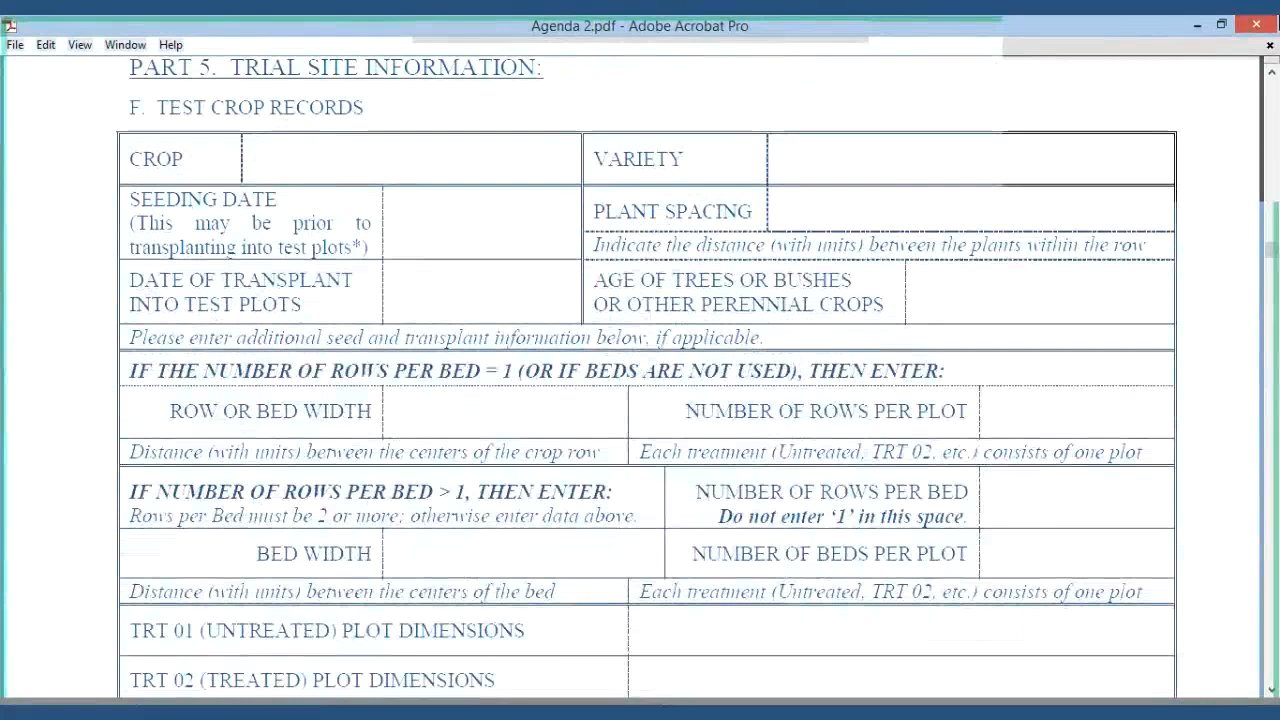 Agenda 2.pdf - Adobe Acrobat Pro
File Edit View Window Help
PART 5. TRIAL SITE INFORMATION:
F. TEST CROP RECORDS
CROP
VARIETY
SEEDING DATE
(This may be prior to
transplanting into test plots*)
PLANT SPACING
Indicate the distance (with units) between the plants within the row
DATE OF TRANSPLANT
INTO TEST PLOTS
AGE OF TREES OR BUSHES
OR OTHER PERENNIAL CROPS
Please enter additional seed and transplant information below, if applicable.
IF THE NUMBER OF ROWS PER BED = 1 (OR IF BEDS ARE NOT USED), THEN ENTER:
ROW OR BED WIDTH
NUMBER OF ROWS PER PLOT
Distance (with units) between the centers of the crop row
Each treatment (Untreated, TRT 02, etc.) consists of one plot
IF NUMBER OF ROWS PER BED > 1, THEN ENTER:
Rows per Bed must be 2 or more; otherwise enter data above.
NUMBER OF ROWS PER BED
Do not enter ‘1’ in this space.
BED WIDTH
NUMBER OF BEDS PER PLOT
Distance (with units) between the centers of the bed
Each treatment (Untreated, TRT 02, etc.) consists of one plot
TRT 01 (UNTREATED) PLOT DIMENSIONS
TRT 02 (TREATED) PLOT DIMENSIONS